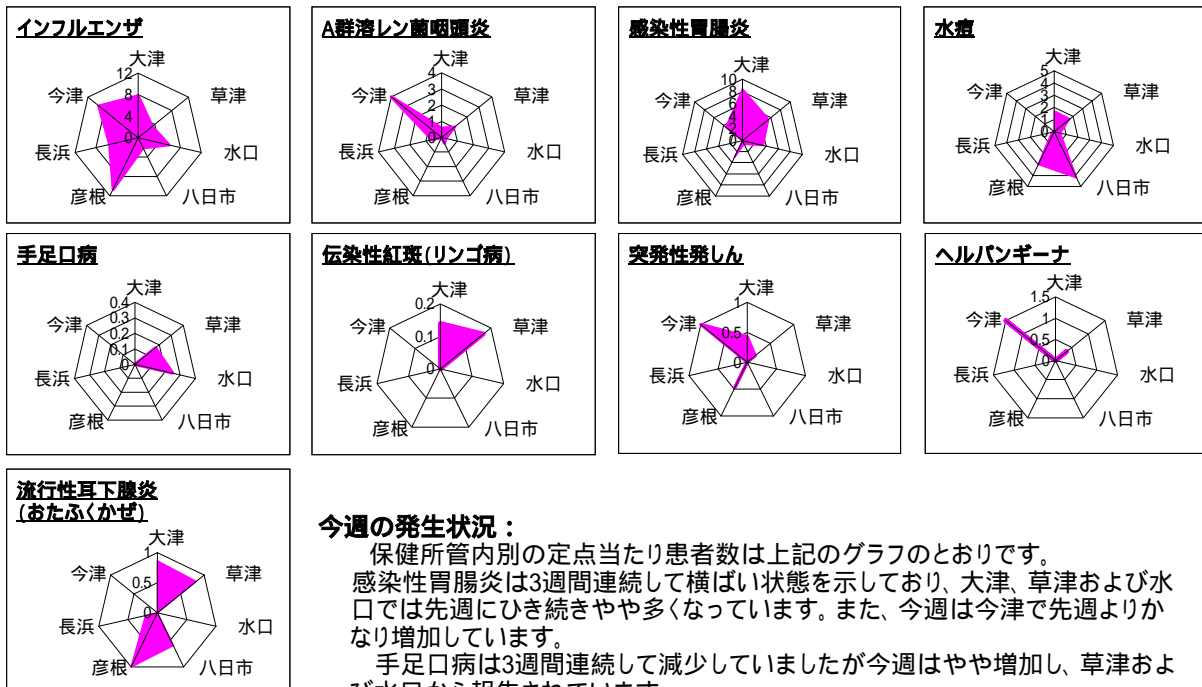 インフルエンザ
大津
12
8
4
0
草津
水口
八日市
彦根
長浜
今津
A群溶レン菌咽頭炎
大津
4
3
2
1
0
草津
水口
八日市
彦根
長浜
今津
感染性胃腸炎
大津
10
8
6
4
2
0
草津
水口
八日市
彦根
長浜
今津
水痘
大津
5
4
3
2
1
0
草津
水口
八日市
彦根
長浜
今津
手足口病
大津
0.4
0.3
0.2
0.1
0
草津
水口
八日市
彦根
長浜
今津
伝染性紅斑(リンゴ病)
大津
0.2
0.1
0
草津
水口
八日市
彦根
長浜
今津
突発性発しん
大津
1
0.5
0
草津
水口
八日市
彦根
長浜
今津
ヘルパンギーナ
大津
1.5
1
0.5
0
草津
水口
八日市
彦根
長浜
今津
流行性耳下腺炎
(おたふくかぜ)
大津
1
0.5
0
草津
水口
八日市
彦根
長浜
今津
今週の発生状況：
保健所管内別の定点当たり患者数は上記のグラフのとおりです。
感染性胃腸炎は3週間連続して横ばい状態を示しており、大津、草津および水
口では先週にひき続きやや多くなっています。また、今週は今津で先週よりか
なり増加しています。
手足口病は3週間連続して減少していましたが今週はやや増加し、草津およ
び水口から報告されています